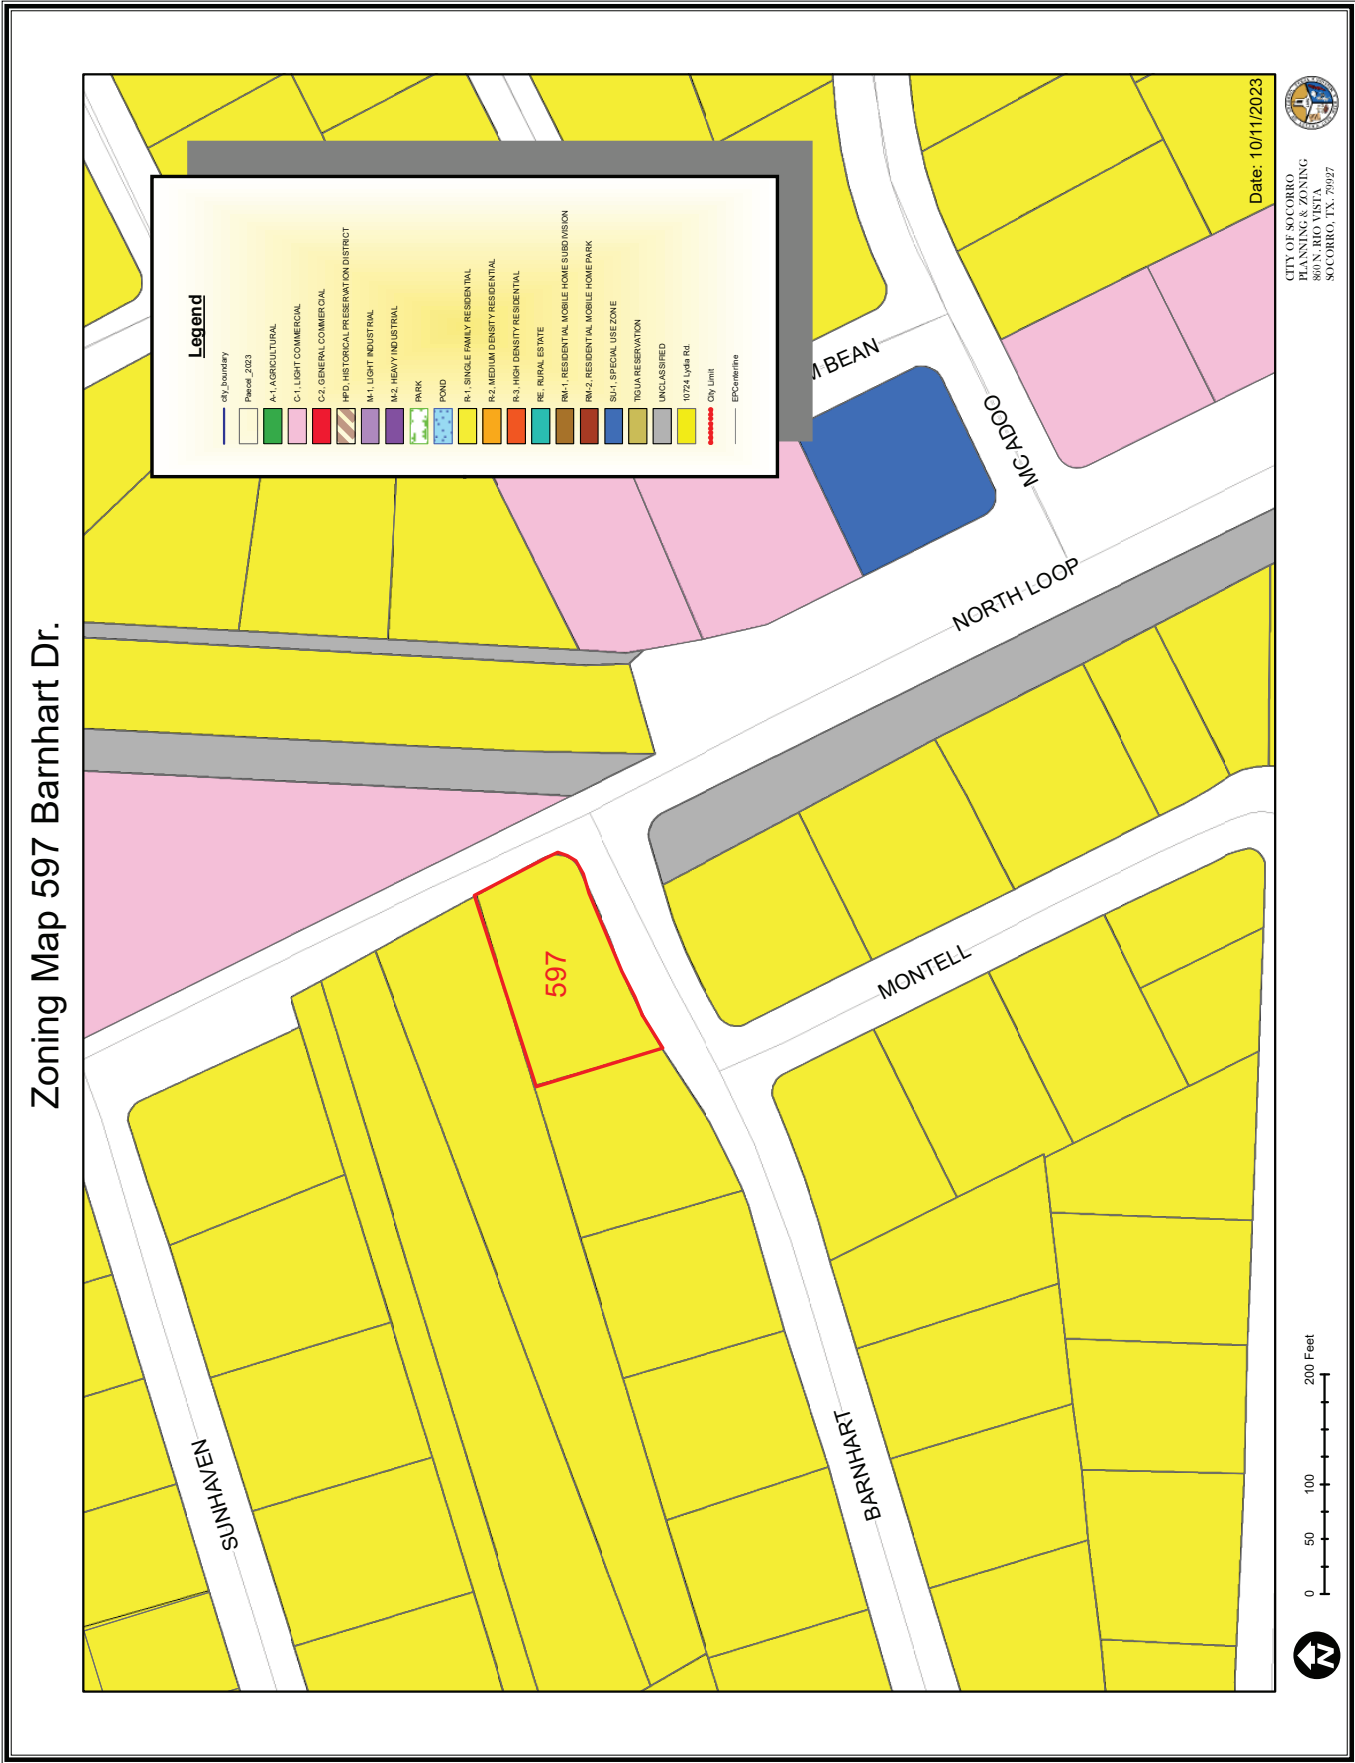 Zoning Map 597 Barnhart Dr.
Legend
city_boundary
Paecel_2023
A-1, AGRICULTURAL
C-1, LIGHT COMMERCIAL
C-2, GENERAL COMMERCIAL
HPD, HISTORICAL PRESERVATION DISTRICT
M-1, LIGHT INDUSTRIAL
M-2, HEAVY INDUSTRIAL
PARK
POND
R-1, SINGLE FAMILY RESIDENTIAL
R-2, MEDIUM DENSITY RESIDENTIAL
R-3, HIGH DENSITY RESIDENTIAL
RE, RURAL ESTATE
RM-1, RESIDENTIAL MOBILE HOME SUBDIVISION
RM-2, RESIDENTIAL MOBILE HOME PARK
SU-1, SPECIAL USE ZONE
TIGUA RESERVATION
UNCLASSIFIED
10724 Lydia Rd.
City Limit
EPCenterline
M BEAN
MCADOO
NORTH LOOP
597
MONTELL
SUNHAVEN
BARNHART
Date: 10/11/2023
N
0 50 100 200 Feet
CITY OF SOCORRO
PLANNING & ZONING
860 N. RIO VISTA
SOCORRO, TX. 79927